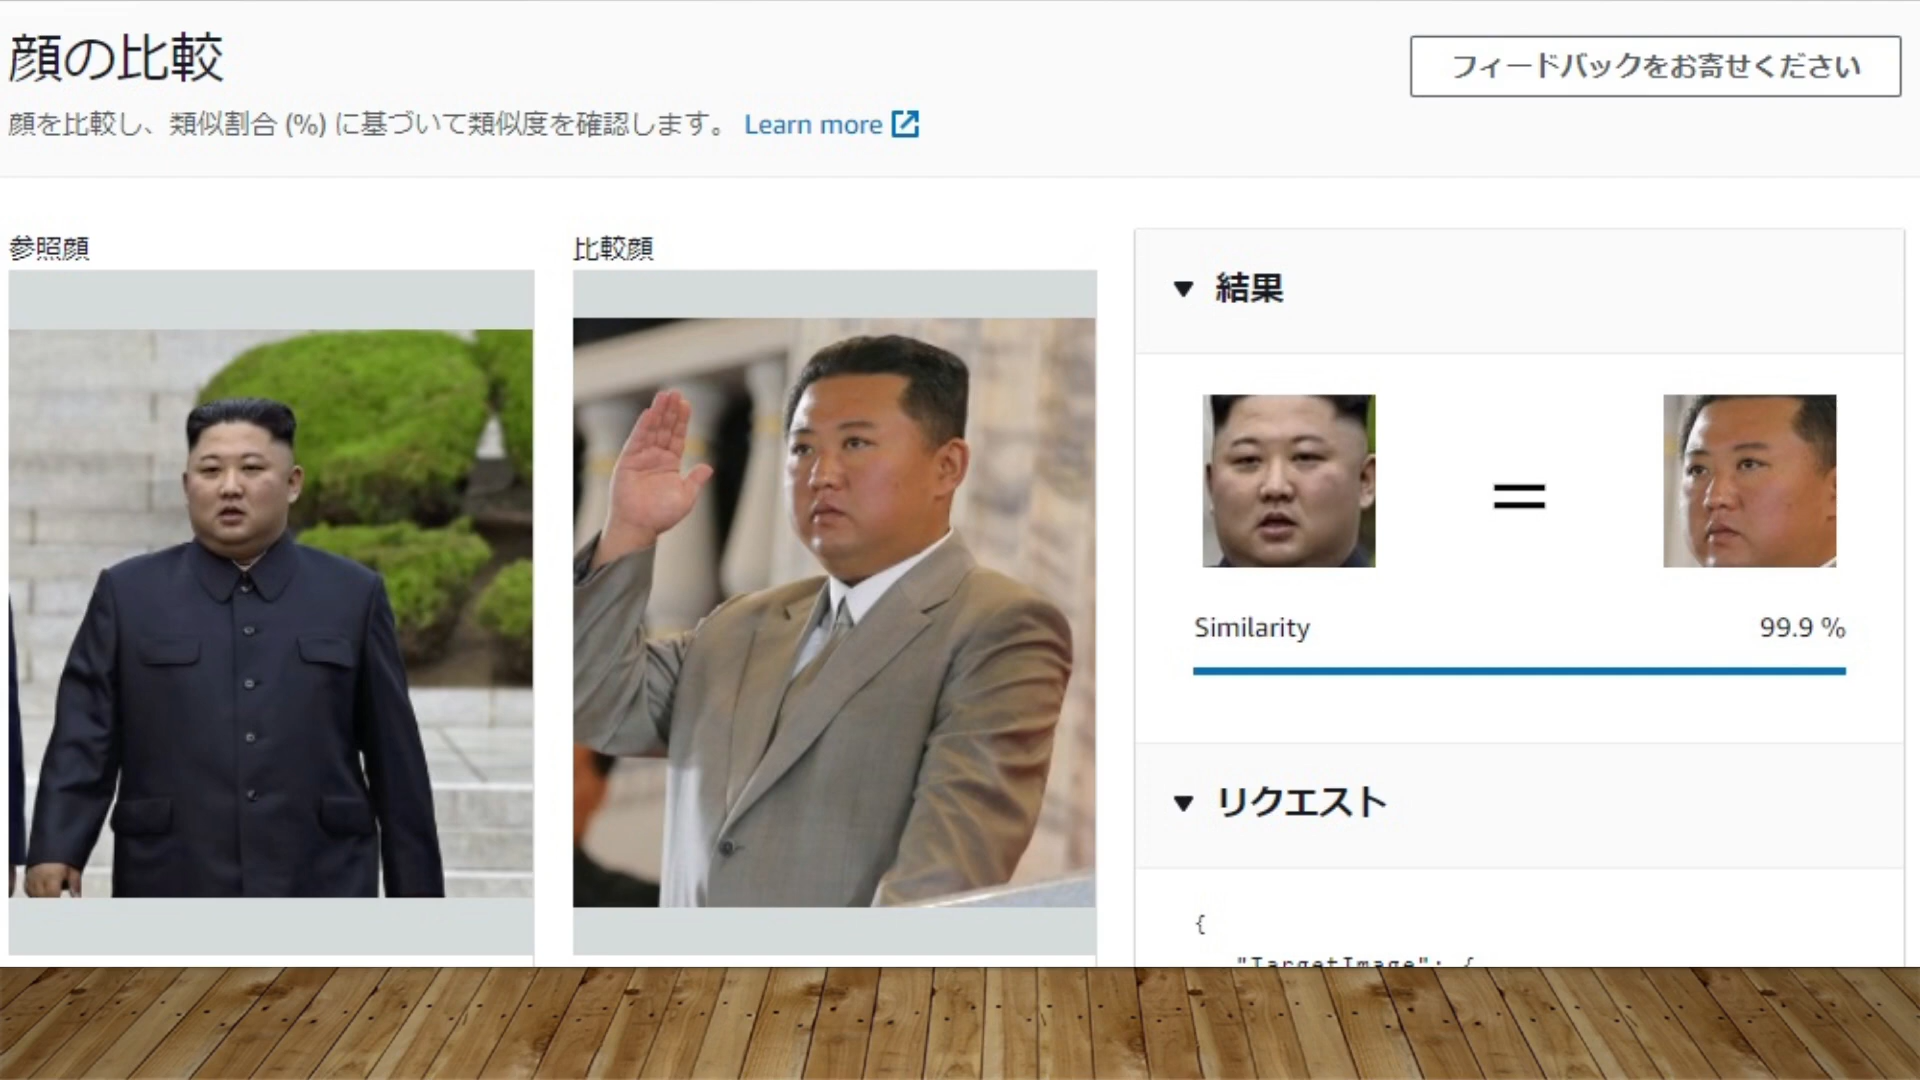 顔の比較
フィードバックをお寄せください
顔を比較し、類似割合 (%) に基づいて類似度を確認します。 Learn more
参照顔
比較顔
▼ 結果
=
Similarity 99.9 %
▼ リクエスト
{
"TargetImage": {